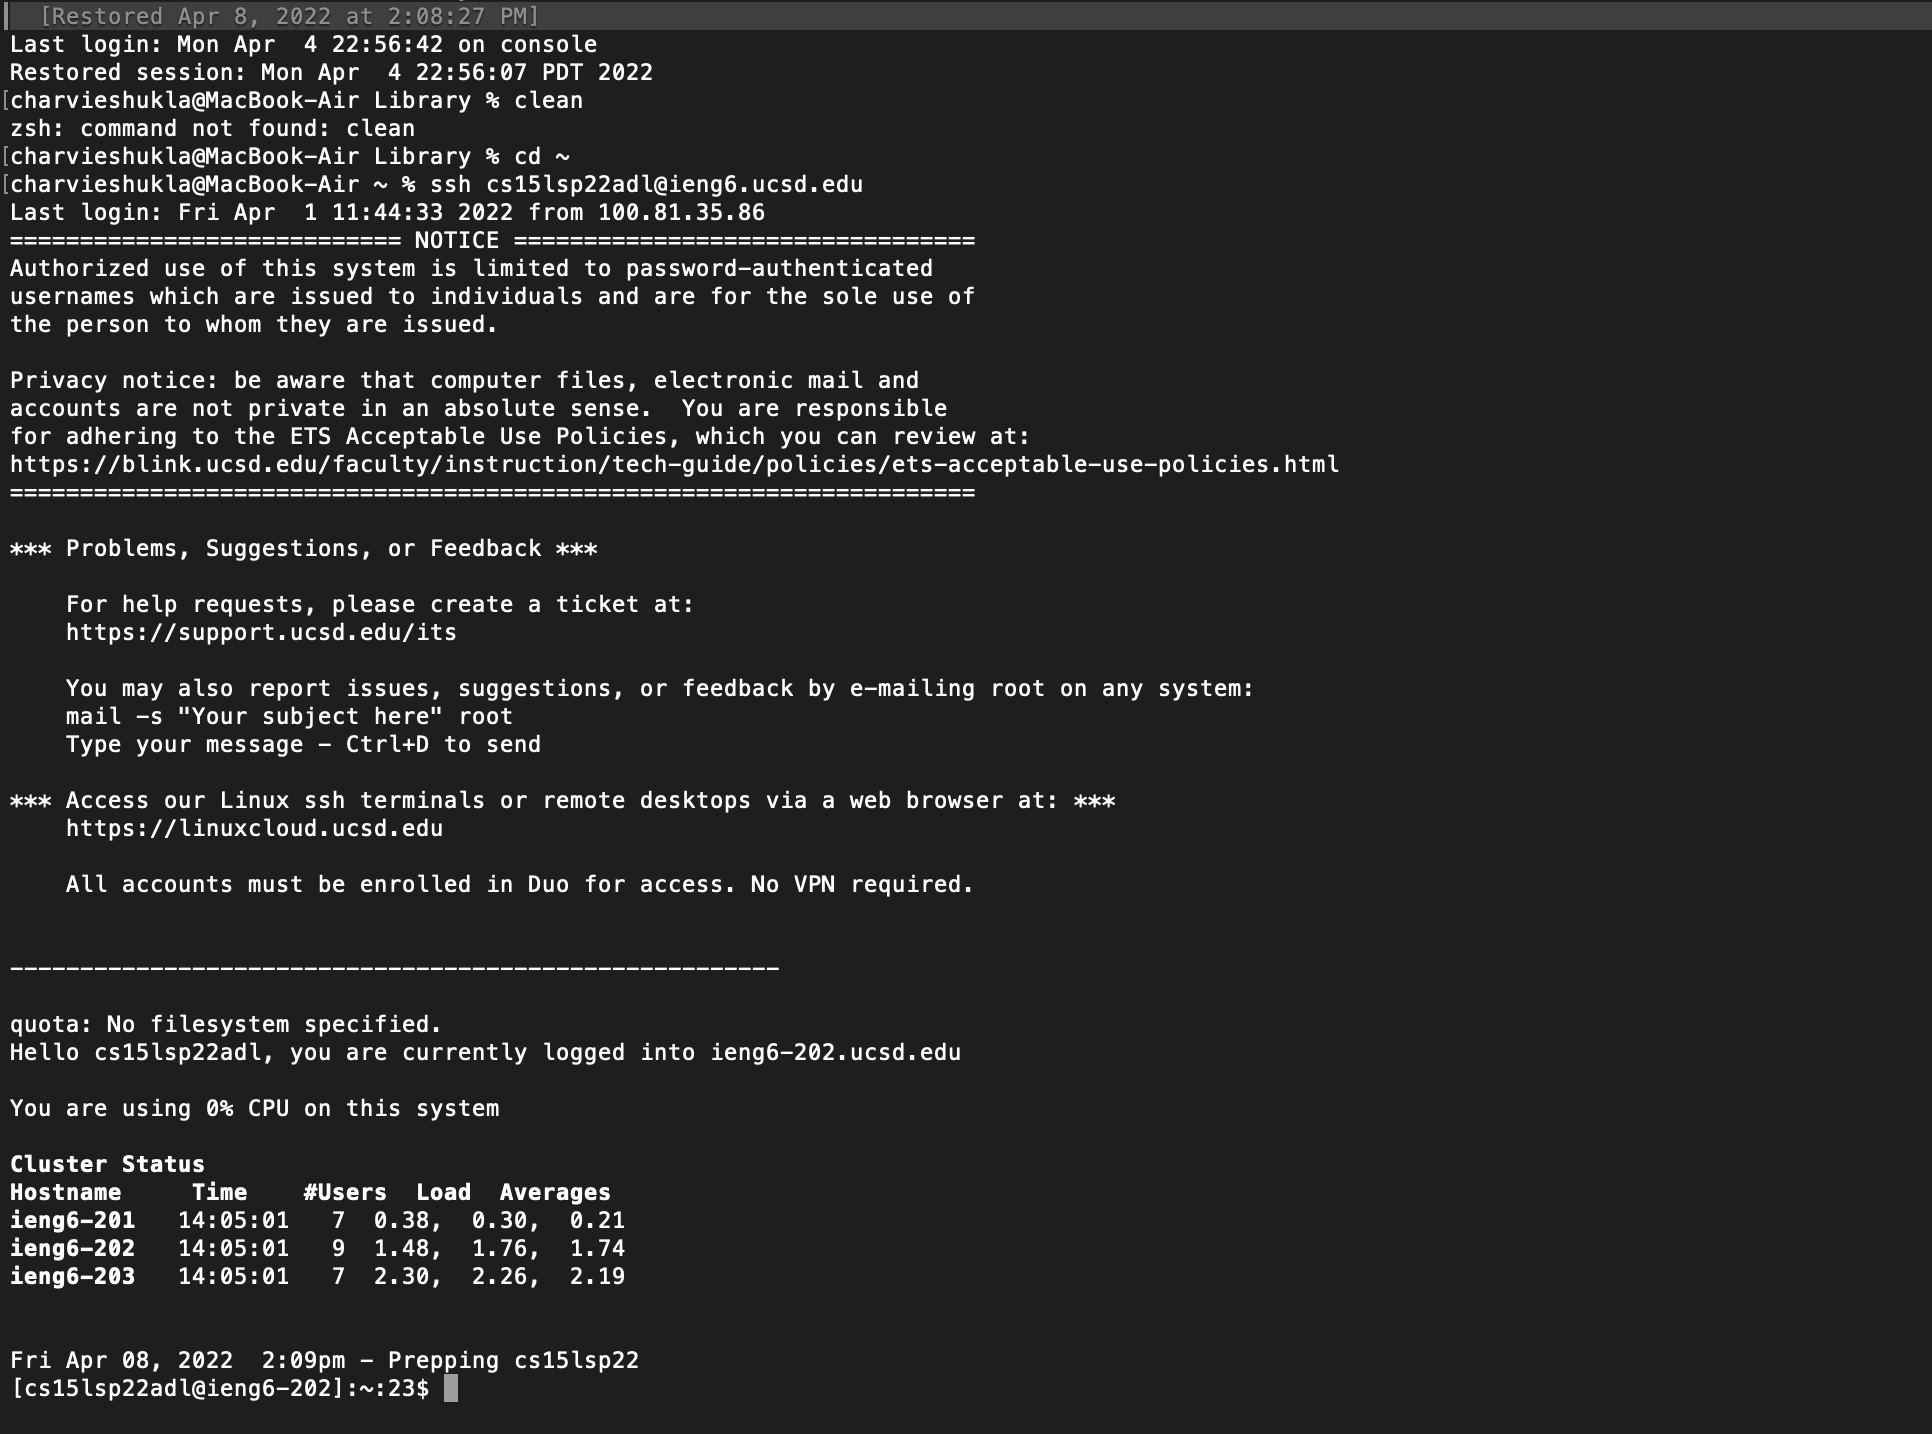 [Restored Apr 8, 2022 at 2:08:27 PM]
Last login: Mon Apr  4 22:56:42 on console
Restored session: Mon Apr  4 22:56:07 PDT 2022
[charvieshukla@MacBook-Air Library % clean
zsh: command not found: clean
[charvieshukla@MacBook-Air Library % cd ~
[charvieshukla@MacBook-Air ~ % ssh cs15lsp22adl@ieng6.ucsd.edu
Last login: Fri Apr  1 11:44:33 2022 from 100.81.35.86
============================ NOTICE =================================
Authorized use of this system is limited to password-authenticated
usernames which are issued to individuals and are for the sole use of
the person to whom they are issued.

Privacy notice: be aware that computer files, electronic mail and
accounts are not private in an absolute sense.  You are responsible
for adhering to the ETS Acceptable Use Policies, which you can review at:
https://blink.ucsd.edu/faculty/instruction/tech-guide/policies/ets-acceptable-use-policies.html
=====================================================================

*** Problems, Suggestions, or Feedback ***

    For help requests, please create a ticket at:
    https://support.ucsd.edu/its

    You may also report issues, suggestions, or feedback by e-mailing root on any system:
    mail -s "Your subject here" root
    Type your message - Ctrl+D to send

*** Access our Linux ssh terminals or remote desktops via a web browser at: ***
    https://linuxcloud.ucsd.edu

    All accounts must be enrolled in Duo for access. No VPN required.

-------------------------------------------------------

quota: No filesystem specified.
Hello cs15lsp22adl, you are currently logged into ieng6-202.ucsd.edu

You are using 0% CPU on this system

Cluster Status
Hostname     Time    #Users  Load  Averages
ieng6-201   14:05:01   7  0.38,  0.30,  0.21
ieng6-202   14:05:01   9  1.48,  1.76,  1.74
ieng6-203   14:05:01   7  2.30,  2.26,  2.19

Fri Apr 08, 2022  2:09pm - Prepping cs15lsp22
[cs15lsp22adl@ieng6-202]:~:23$